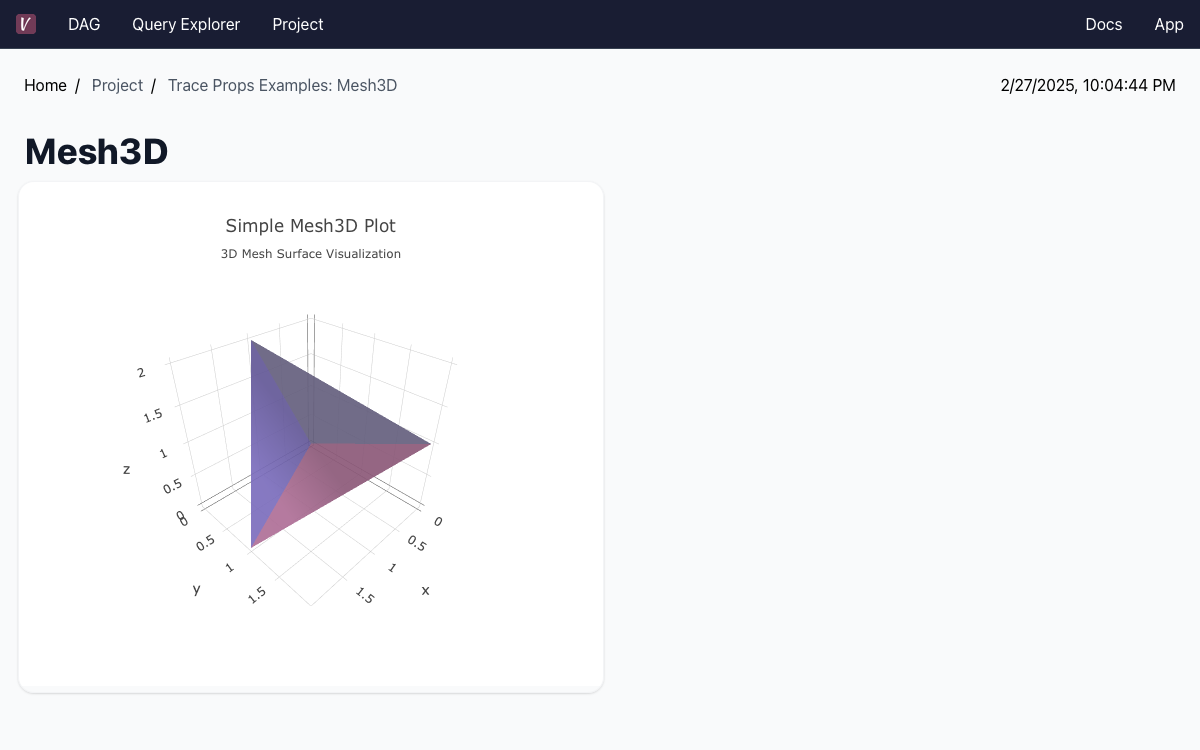 V DAG Query Explorer Project Docs App
Home / Project / Trace Props Examples: Mesh3D 2/27/2025, 10:04:44 PM
Mesh3D
Simple Mesh3D Plot
3D Mesh Surface Visualization
2
1.5
1
0.5
0
z
0
0.5
1
1.5
y
0
0.5
1
1.5
x